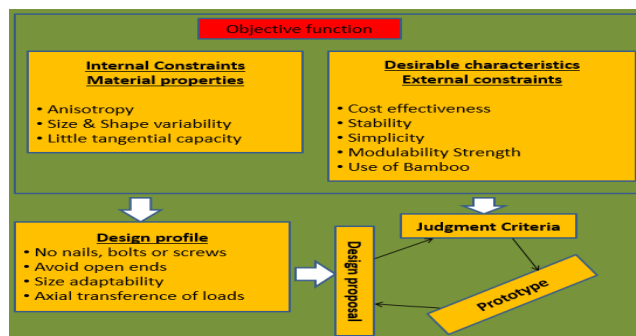 Objective function
Internal Constraints
Material properties
• Anisotropy
• Size & Shape variability
• Little tangential capacity
Desirable characteristics
External constraints
• Cost effectiveness
• Stability
• Simplicity
• Modulability Strength
• Use of Bamboo
Design profile
• No nails, bolts or screws
• Avoid open ends
• Size adaptability
• Axial transference of loads
Design proposal
Judgment Criteria
Prototype